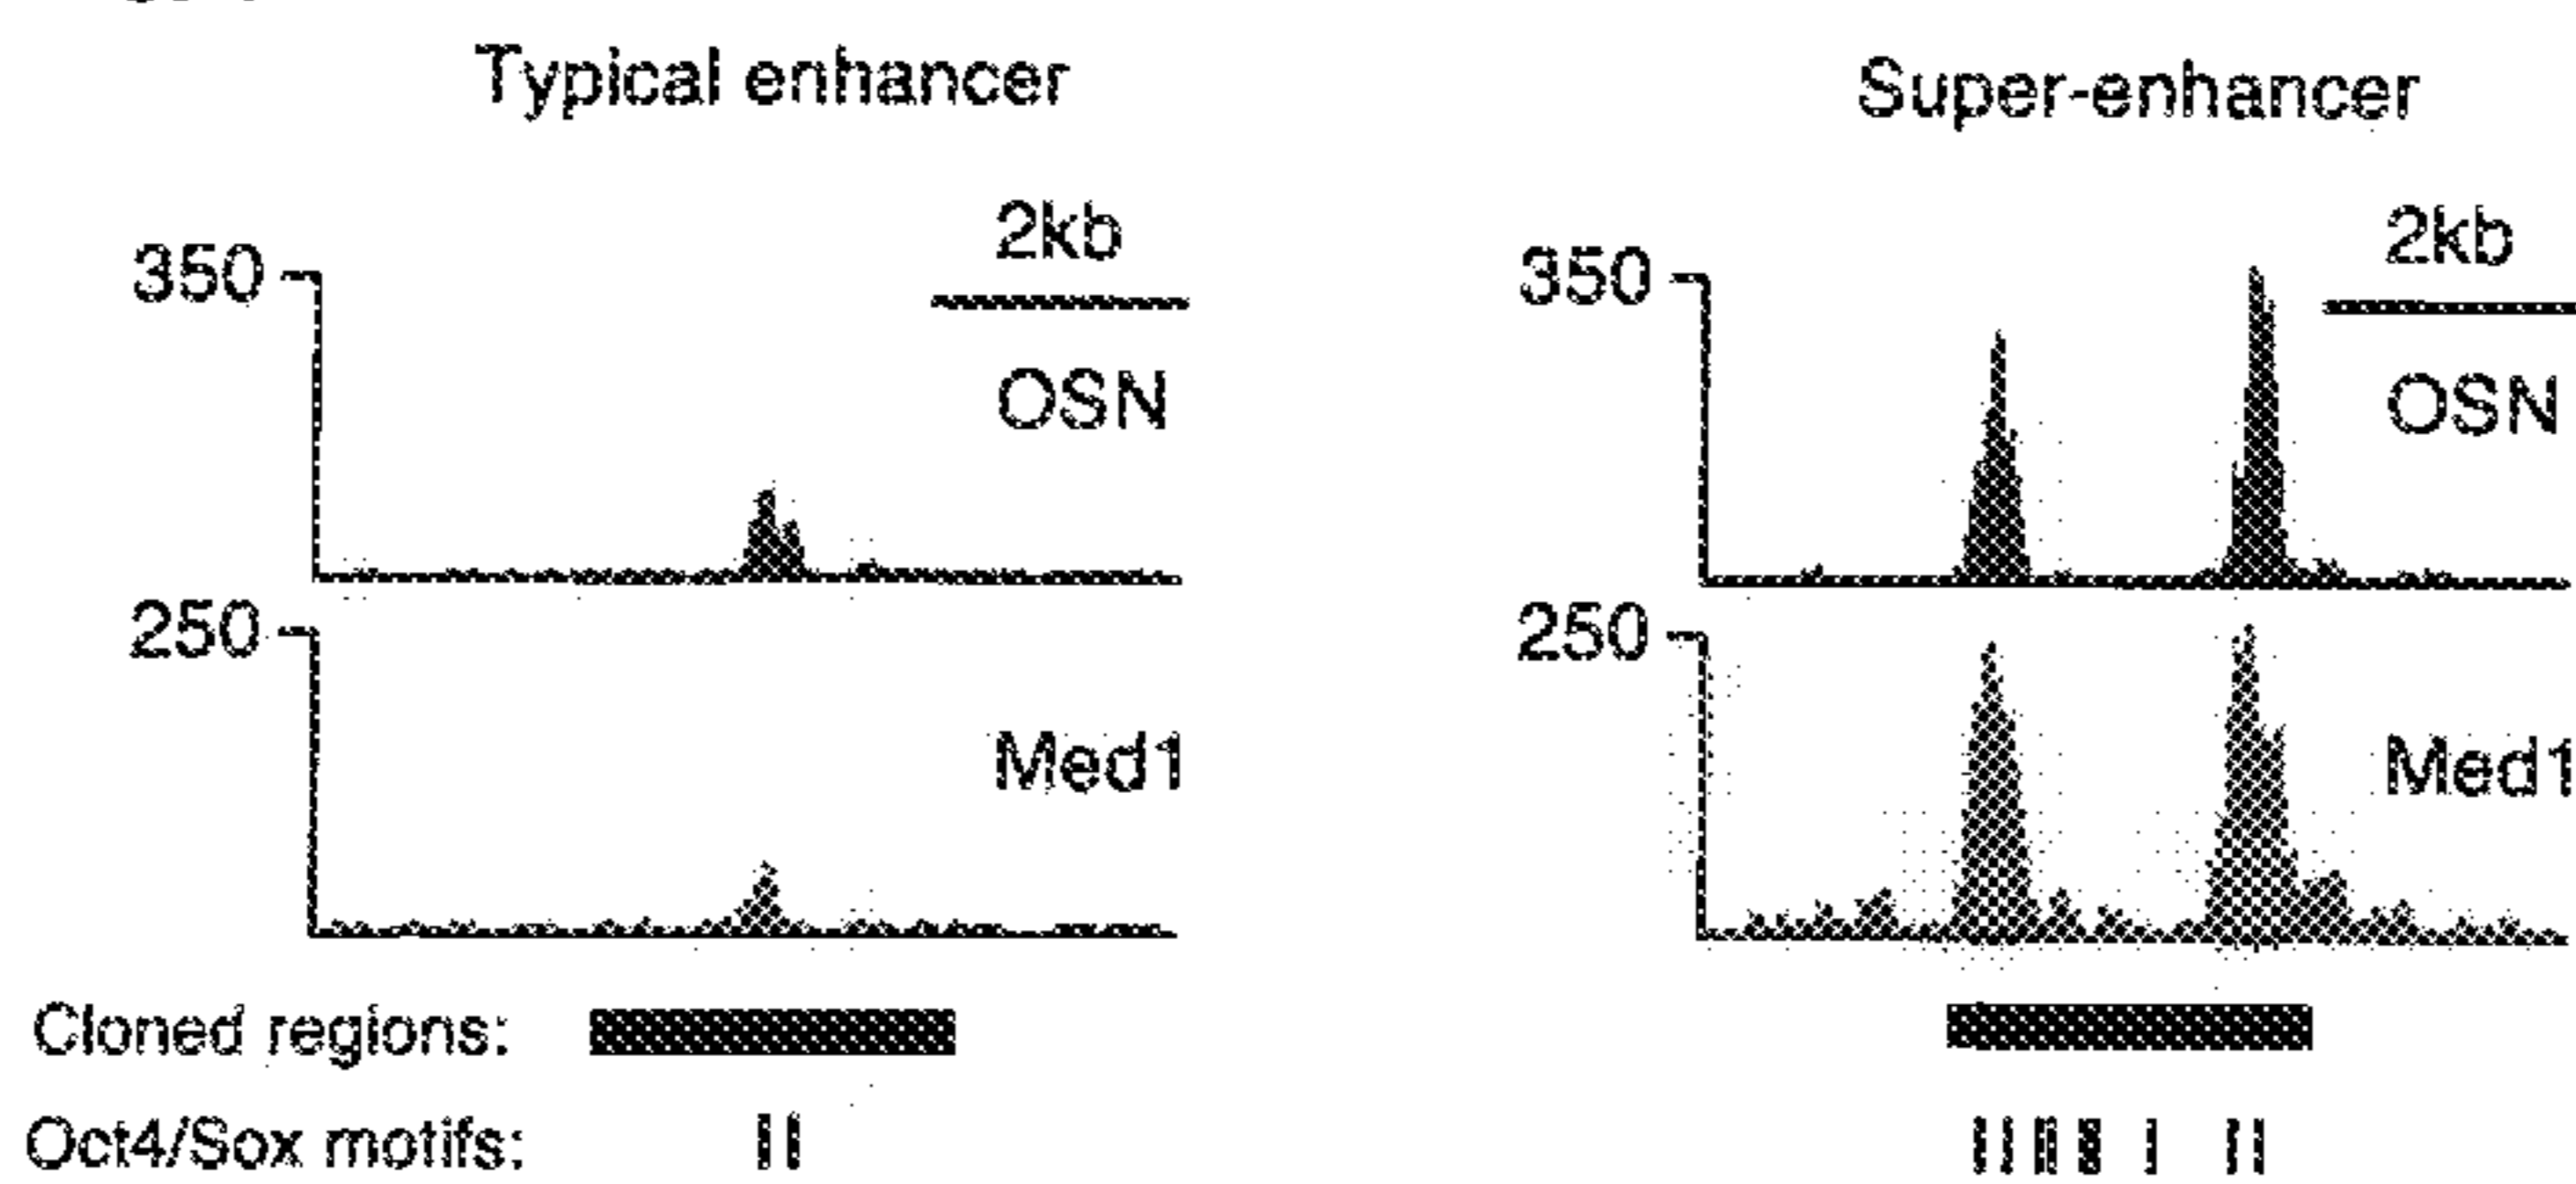 Typical enhancer
Super-enhancer
350
2kb
OSN
350
2kb
OSN
250
Med1
250
Med1
Cloned regions:
Oct4/Sox motifs: